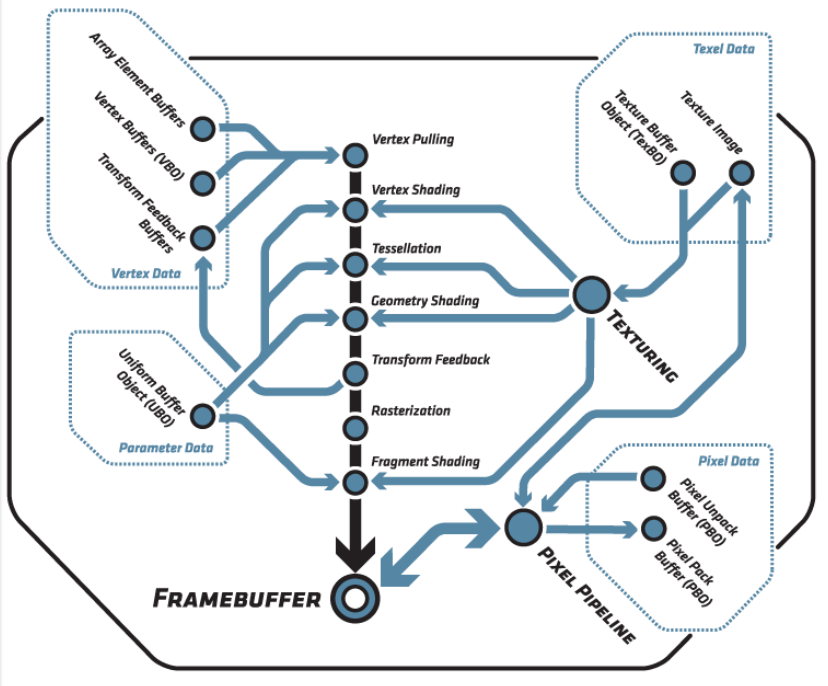 Array Element Buffers
Vertex Buffers (VBO)
Transform Feedback
Buffers
Vertex Data
Uniform Buffer
Object (UBO)
Parameter Data
Vertex Pulling
Vertex Shading
Tessellation
Geometry Shading
Transform Feedback
Rasterization
Fragment Shading
FRAMEBUFFER
Texel Data
Texture Buffer
Object (TexBO)
Texture Image
TEXTURING
Pixel Data
Pixel Unpack
Buffer (PBO)
Pixel Pack
Buffer (PBO)
PIXEL PIPELINE